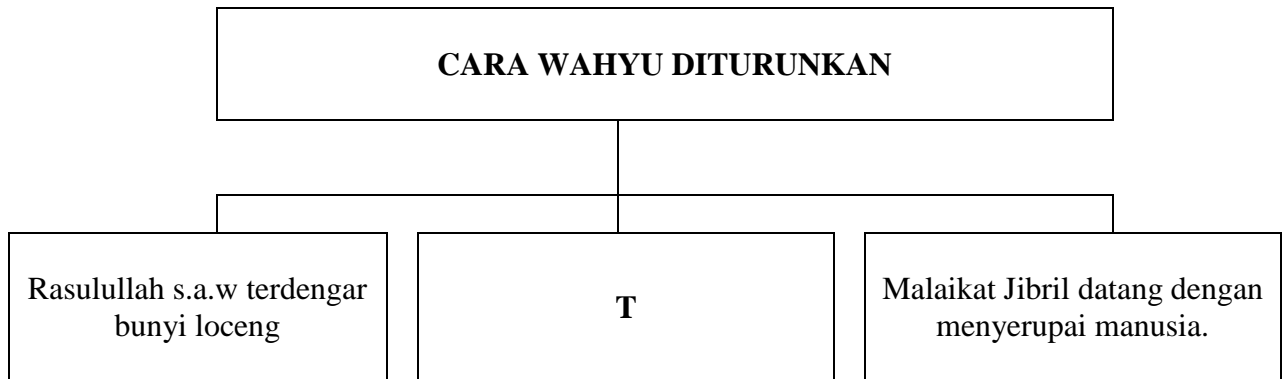 CARA WAHYU DITURUNKAN
Rasulullah s.a.w terdengar
bunyi loceng
T
Malaikat Jibril datang dengan
menyerupai manusia.